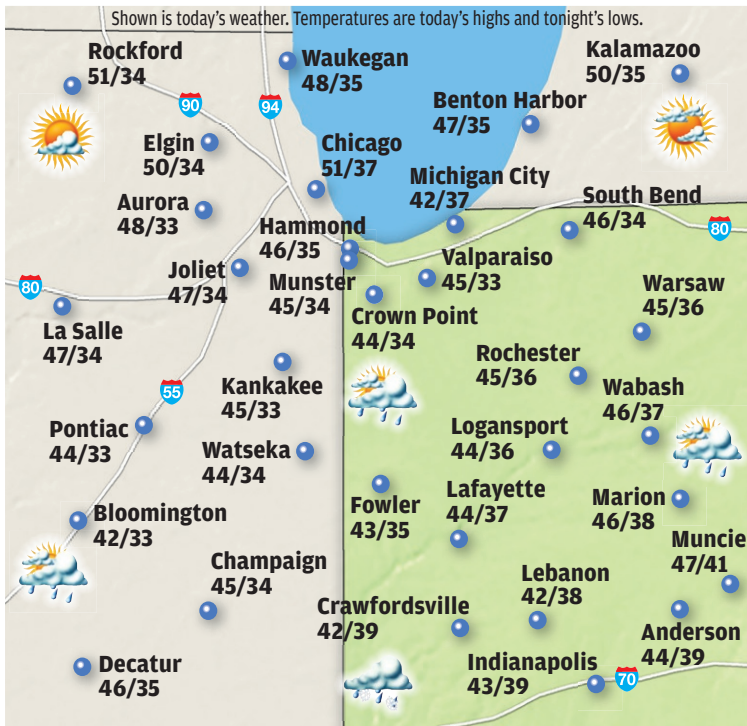 Shown is today's weather. Temperatures are today's highs and tonight's lows.
Rockford
51/34
Waukegan
48/35
Kalamazoo
50/35
90
94
Benton Harbor
47/35
Elgin
50/34
Chicago
51/37
Michigan City
42/37
South Bend
46/34
Aurora
48/33
Hammond
46/35
80
Valparaiso
45/33
Joliet
47/34
Munster
45/34
80
Warsaw
45/36
Crown Point
44/34
La Salle
47/34
Rochester
45/36
Kankakee
45/33
Wabash
46/37
55
Pontiac
44/33
Logansport
44/36
Watseka
44/34
Fowler
43/35
Lafayette
44/37
Marion
46/38
Bloomington
42/33
Muncie
47/41
Champaign
45/34
Lebanon
42/38
Crawfordsville
42/39
Anderson
44/39
Decatur
46/35
Indianapolis
43/39
70